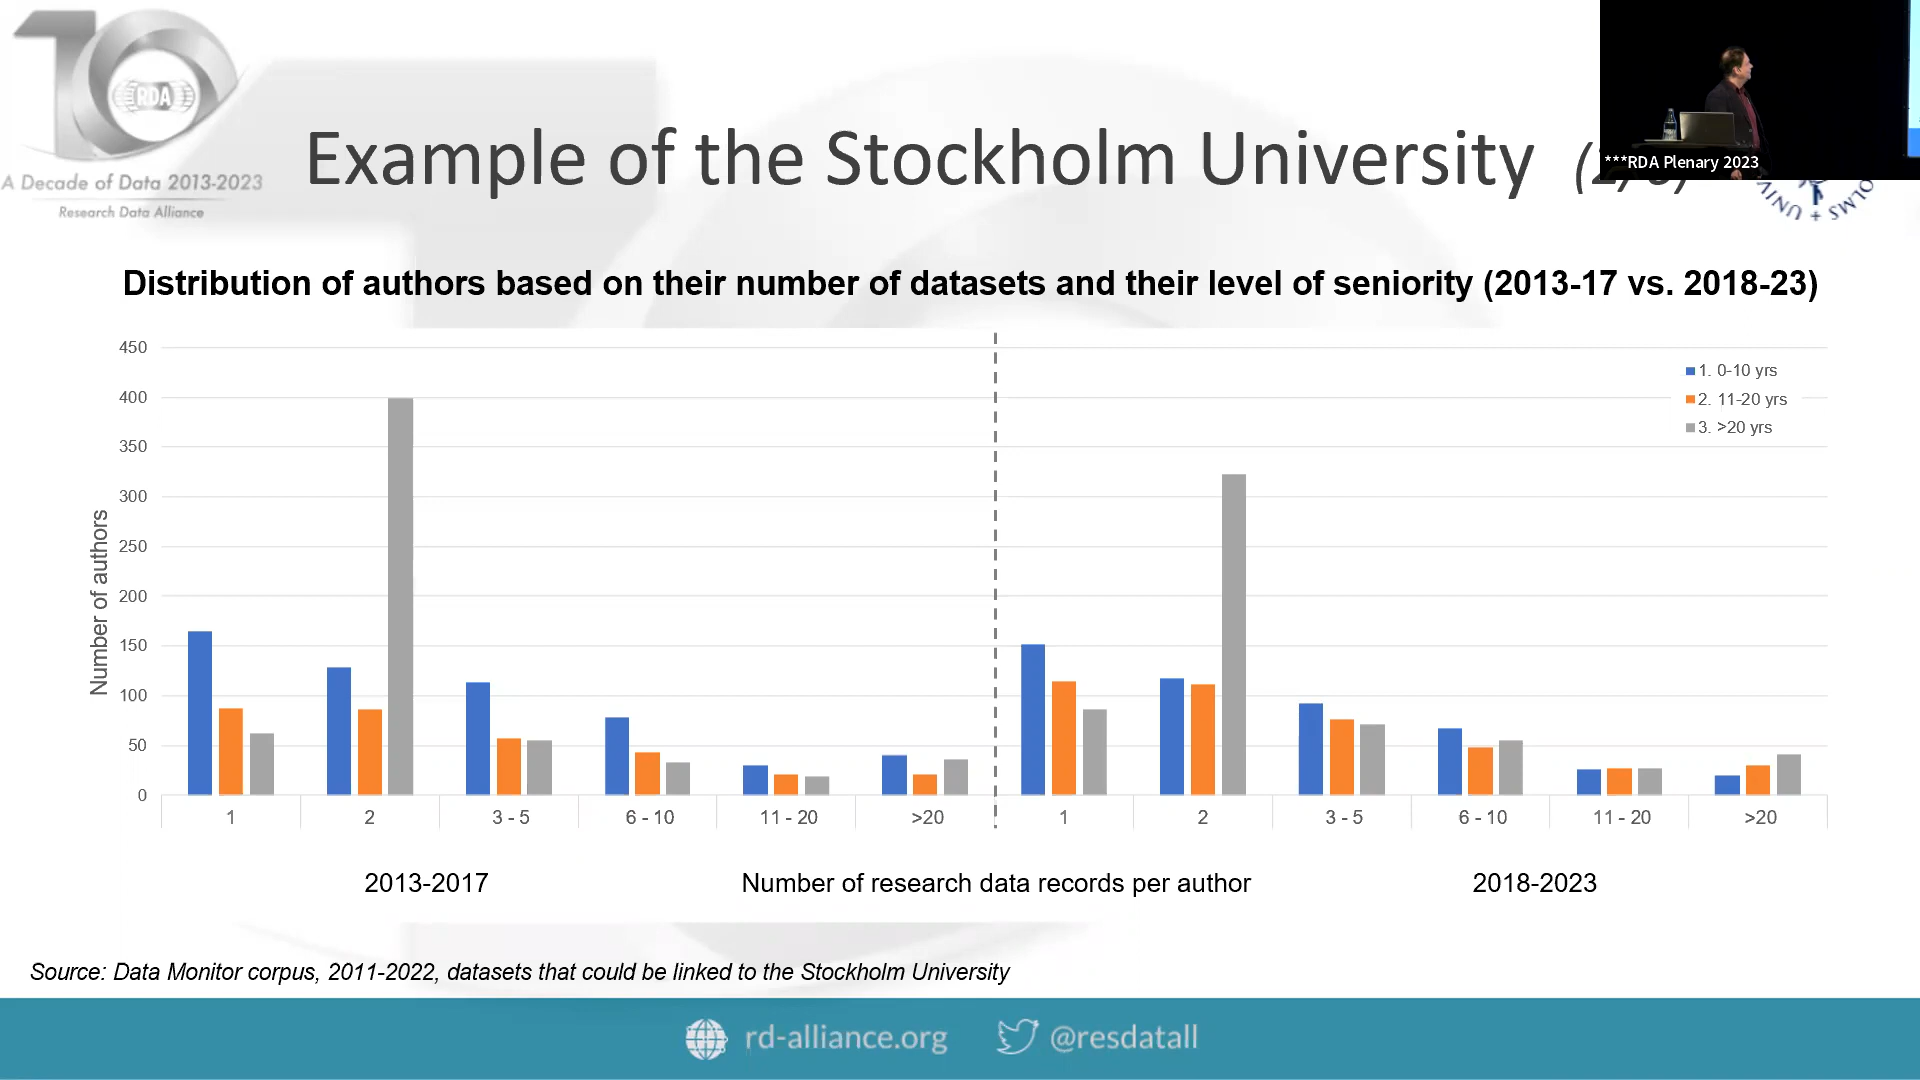 RDA
A Decade of Data 2013-2023
Research Data Alliance
Example of the Stockholm University
***RDA Plenary 2023
OLMS + UNIV
Distribution of authors based on their number of datasets and their level of seniority (2013-17 vs. 2018-23)
450
400
350
300
250
200
150
100
50
0
Number of authors
1. 0-10 yrs
2. 11-20 yrs
3. >20 yrs
1 2 3 - 5 6 - 10 11 - 20 >20 1 2 3 - 5 6 - 10 11 - 20 >20
2013-2017 Number of research data records per author 2018-2023
Source: Data Monitor corpus, 2011-2022, datasets that could be linked to the Stockholm University
rd-alliance.org @resdatall